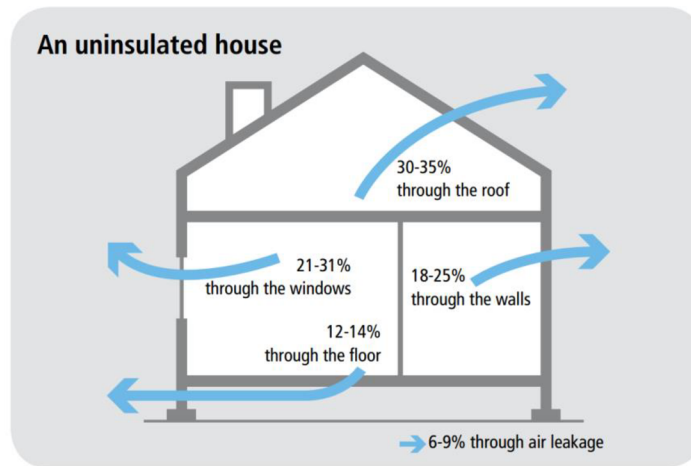 An uninsulated house
30-35%
through the roof
21-31%
through the windows
18-25%
through the walls
12-14%
through the floor
6-9% through air leakage